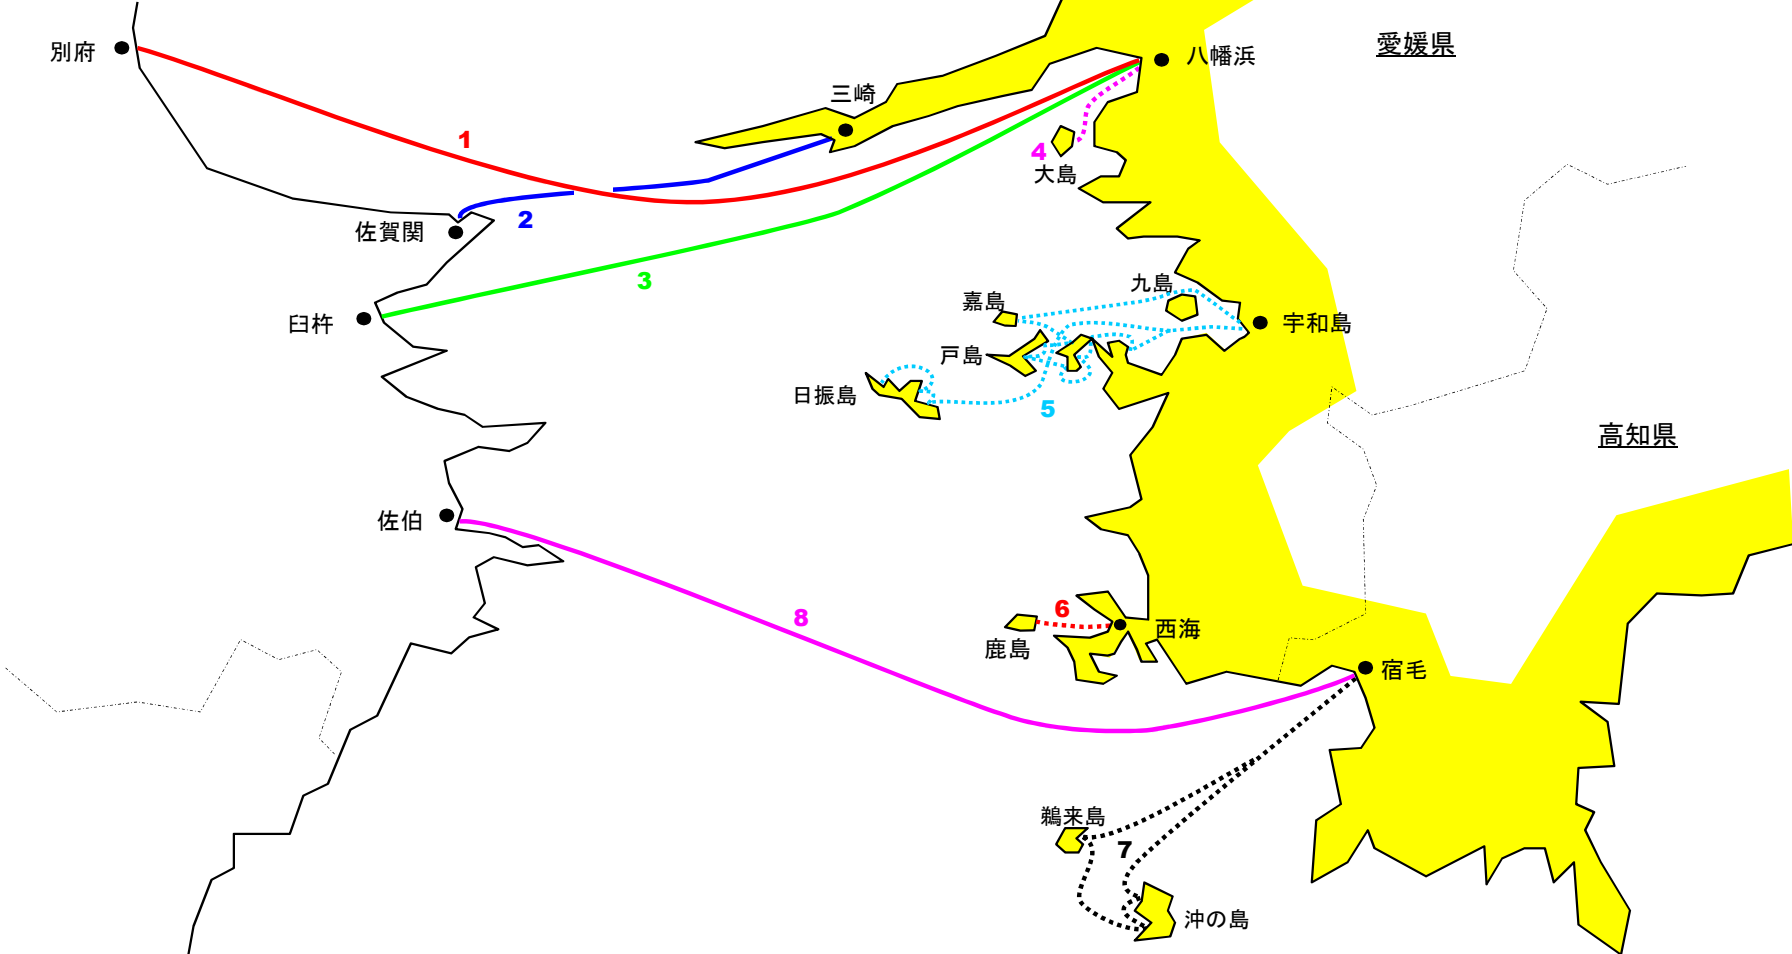 愛媛県
別府
八幡浜
三崎
1
4
大島
2
佐賀関
3
九島
嘉島
臼杵
宇和島
戸島
日振島
5
高知県
佐伯
6
8
西海
鹿島
宿毛
鵜来島
7
沖の島